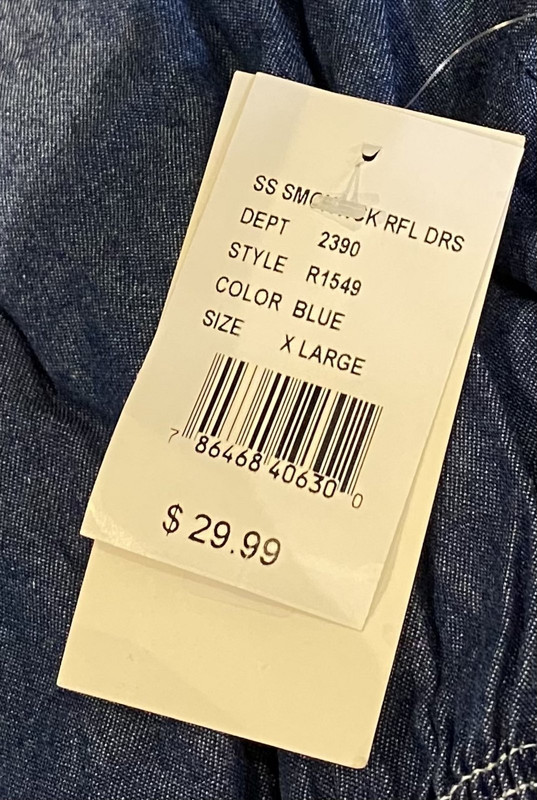 SS RFL DRS
DEPT 2390
STYLE R1549
COLOR BLUE
SIZE X LARGE
7 86468 40630 0
$ 29.99